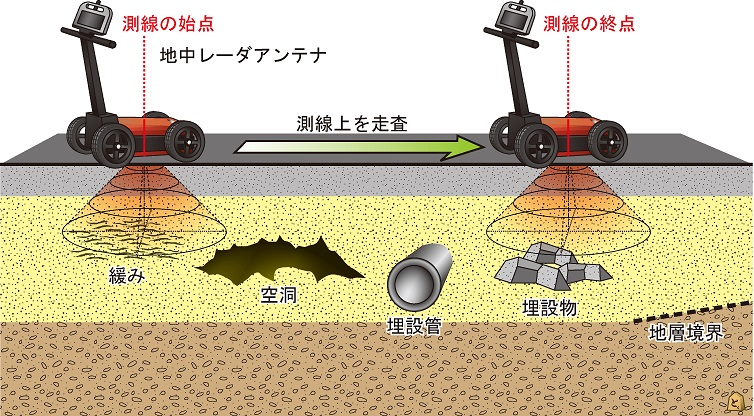 測線の始点
測線の終点
地中レーダアンテナ
測線上を走査
緩み
空洞
埋設管
埋設物
地層境界